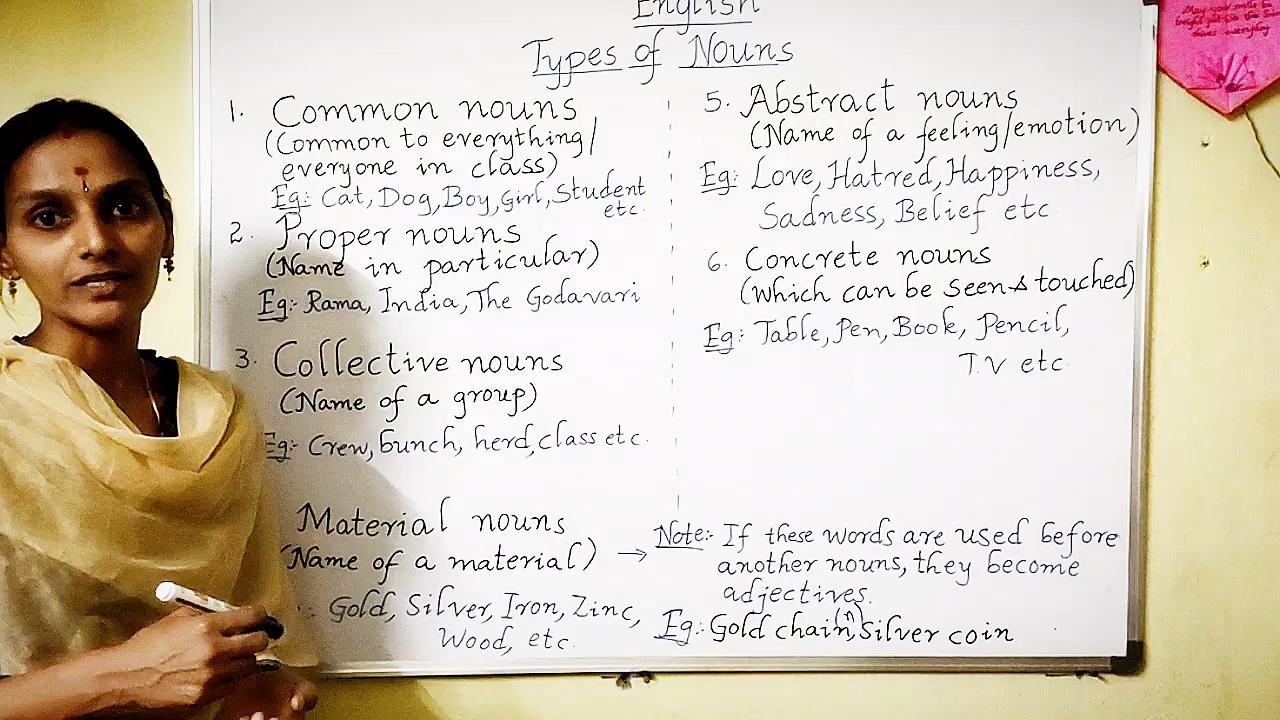 English
Types of Nouns
1. Common nouns
(Common to everything/
everyone in class)
Eg:- Cat, Dog, Boy, Girl, Student
etc.
2. Proper nouns
(Name in particular)
Eg:- Rama, India, The Godavari
3. Collective nouns
(Name of a group)
Eg:- Crew, bunch, herd, class etc.
Material nouns
(Name of a material) →
Gold, Silver, Iron, Zinc,
Wood, etc.
5. Abstract nouns
(Name of a feeling/emotion)
Eg:- Love, Hatred, Happiness,
Sadness, Belief etc.
6. Concrete nouns
(Which can be seen & touched)
Eg:- Table, Pen, Book, Pencil,
T.V etc.
Note:- If these words are used before
another nouns, they become
adjectives.
Eg:- Gold chain(n) Silver coin